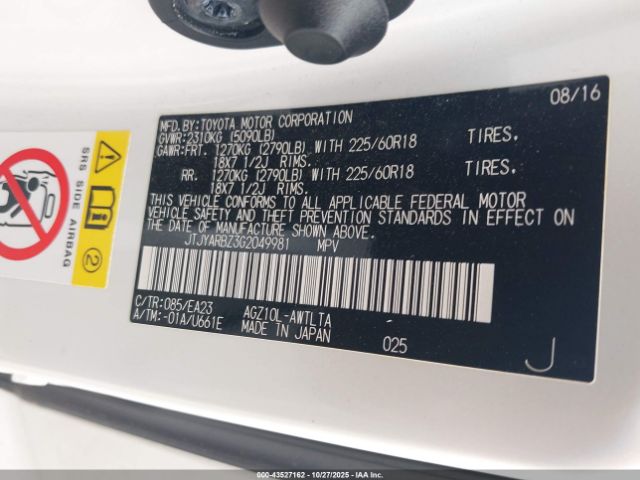 08/16
MFD.BY:TOYOTA MOTOR CORPORATION
GVWR:2310KG (5090LB)
GAWR:FRT. 1270KG (2790LB) WITH 225/60R18 TIRES.
18X7 1/2J RIMS.
RR. 1270KG (2790LB) WITH 225/60R18 TIRES.
18X7 1/2J RIMS.
THIS VEHICLE CONFORMS TO ALL APPLICABLE FEDERAL MOTOR
VEHICLE SAFETY AND THEFT PREVENTION STANDARDS IN EFFECT ON
THE DATE OF MANUFACTURE SHOWN ABOVE.
JTJYARBZ3G2049981 MPV
C/TR:085/EA23 AGZ10L-AWTLTA
A/TM:-01A/U661E MADE IN JAPAN
025
J
SRS SIDE AIRBAG
2
000-43527162 - 10/27/2025 - IAAI - COPART